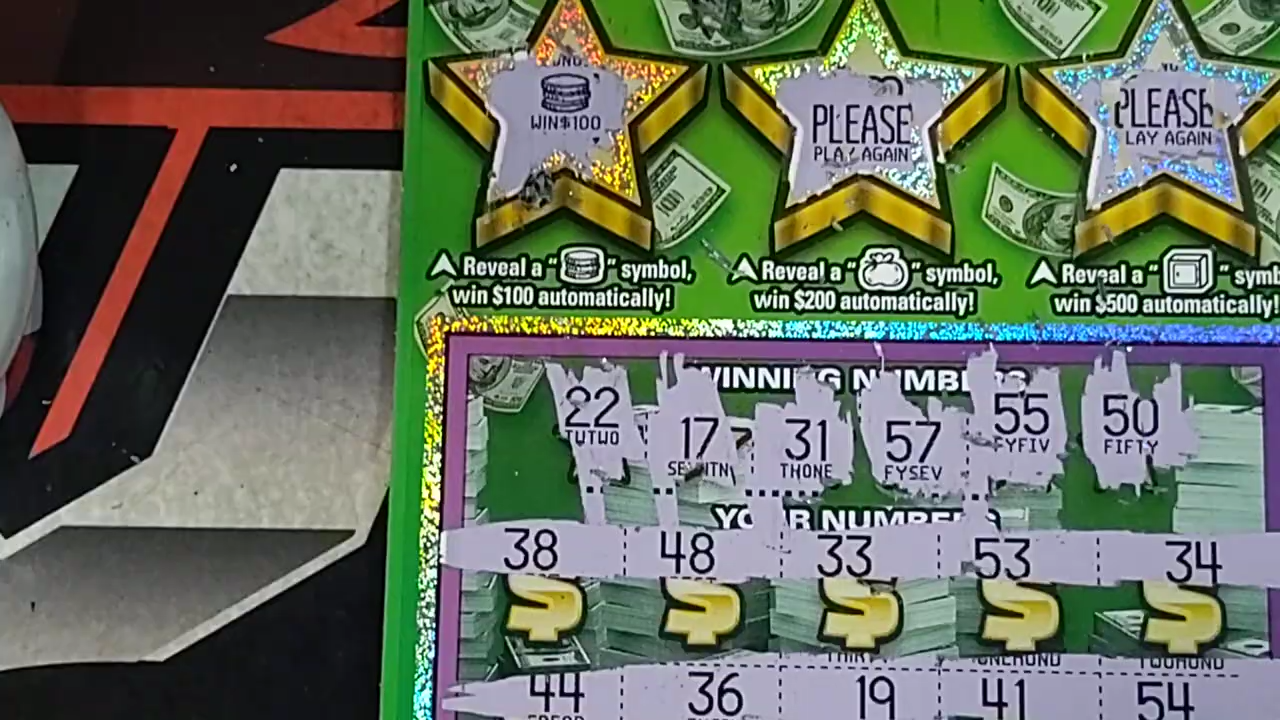 WIN$100
PLEASE
PLAY AGAIN
PLEASE
LAY AGAIN
Reveal a " " symbol,
win $100 automatically!
Reveal a " " symbol,
win $200 automatically!
Reveal a " " symb
win $500 automatically!
WINNING NUMBERS
22 17 31 57 55 50
TUTWO THONE FYSEV FYFIV FIFTY
YOUR NUMBERS
38 48 33 53 34
44 36 19 41 54